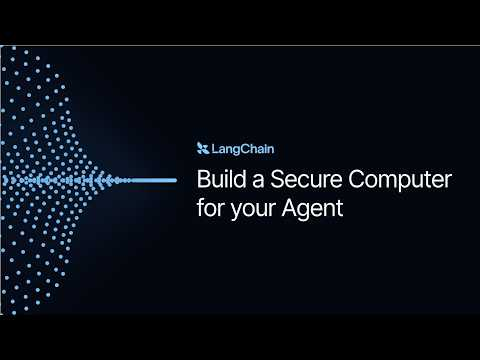 LangChain
Build a Secure Computer
for your Agent